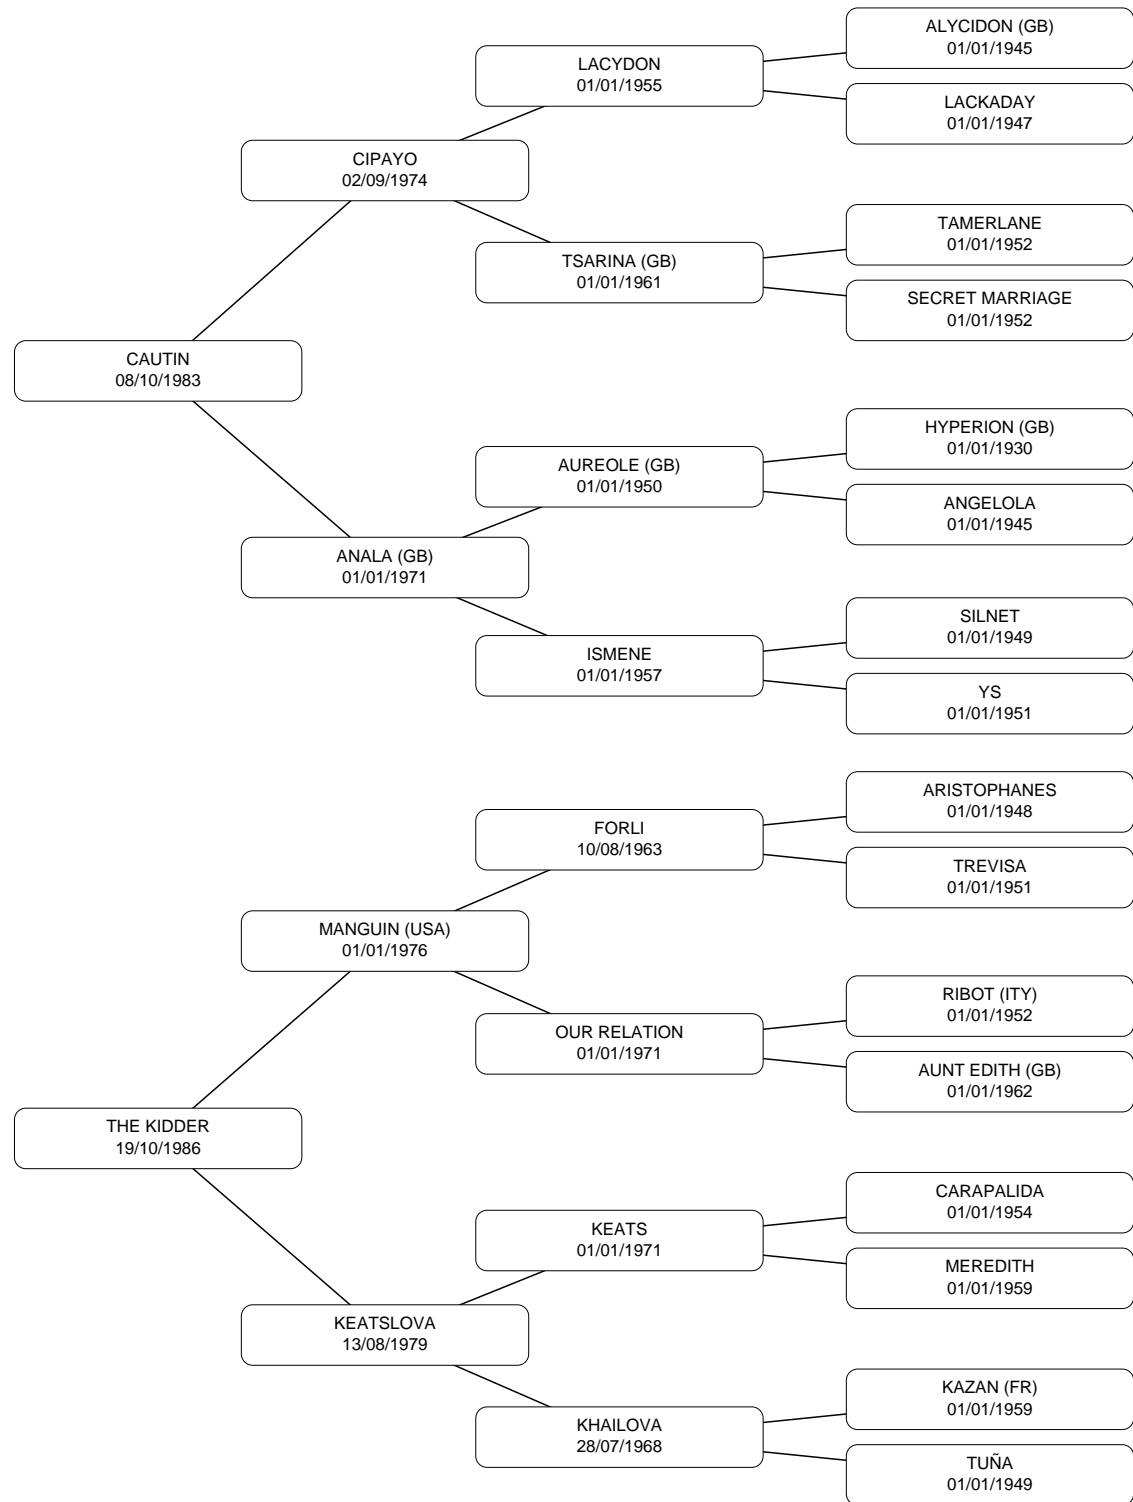 ALYCIDON (GB)
01/01/1945
LACYDON
01/01/1955
LACKADAY
01/01/1947
CIPAYO
02/09/1974
TAMERLANE
01/01/1952
TSARINA (GB)
01/01/1961
SECRET MARRIAGE
01/01/1952
CAUTIN
08/10/1983
HYPERION (GB)
01/01/1930
AUREOLE (GB)
01/01/1950
ANGELOLA
01/01/1945
ANALA (GB)
01/01/1971
SILNET
01/01/1949
ISMENE
01/01/1957
YS
01/01/1951
ARISTOPHANES
01/01/1948
FORLI
10/08/1963
TREVISA
01/01/1951
MANGUIN (USA)
01/01/1976
RIBOT (ITY)
01/01/1952
OUR RELATION
01/01/1971
AUNT EDITH (GB)
01/01/1962
THE KIDDER
19/10/1986
CARAPALIDA
01/01/1954
KEATS
01/01/1971
MEREDITH
01/01/1959
KEATSLOVA
13/08/1979
KAZAN (FR)
01/01/1959
KHAILOVA
28/07/1968
TUÑA
01/01/1949